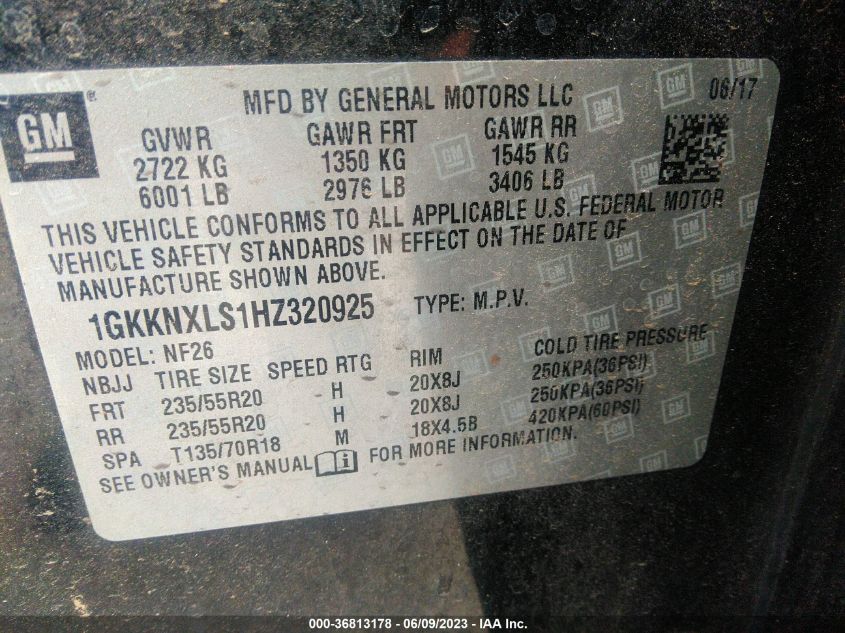 GM ®
MFD BY GENERAL MOTORS LLC 06/17
GVWR GAWR FRT GAWR RR
2722 KG 1350 KG 1545 KG
6001 LB 2976 LB 3406 LB
THIS VEHICLE CONFORMS TO ALL APPLICABLE U.S. FEDERAL MOTOR
VEHICLE SAFETY STANDARDS IN EFFECT ON THE DATE OF
MANUFACTURE SHOWN ABOVE.
1GKKNXLS1HZ320925 TYPE: M.P.V.
MODEL: NF26
NBJJ TIRE SIZE SPEED RTG RIM COLD TIRE PRESSURE
FRT 235/55R20 H 20X8J 250KPA(36PSI)
RR 235/55R20 H 20X8J 250KPA(36PSI)
SPA T135/70R18 M 18X4.5B 420KPA(60PSI)
SEE OWNER'S MANUAL FOR MORE INFORMATION.
000-36813178 - 06/09/2023 - IAA Inc.